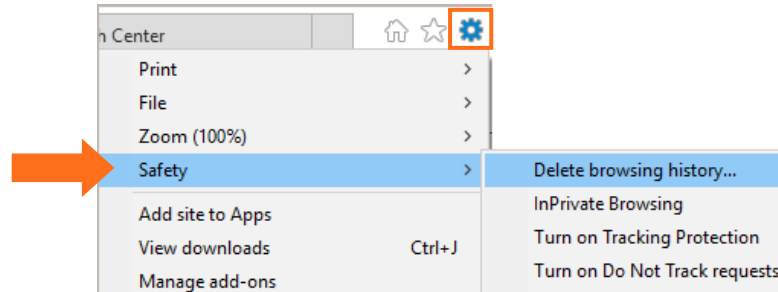 h Center
Print
File
Zoom (100%)
Safety
Delete browsing history...
InPrivate Browsing
Add site to Apps
Turn on Tracking Protection
View downloads Ctrl+J
Turn on Do Not Track requests
Manage add-ons